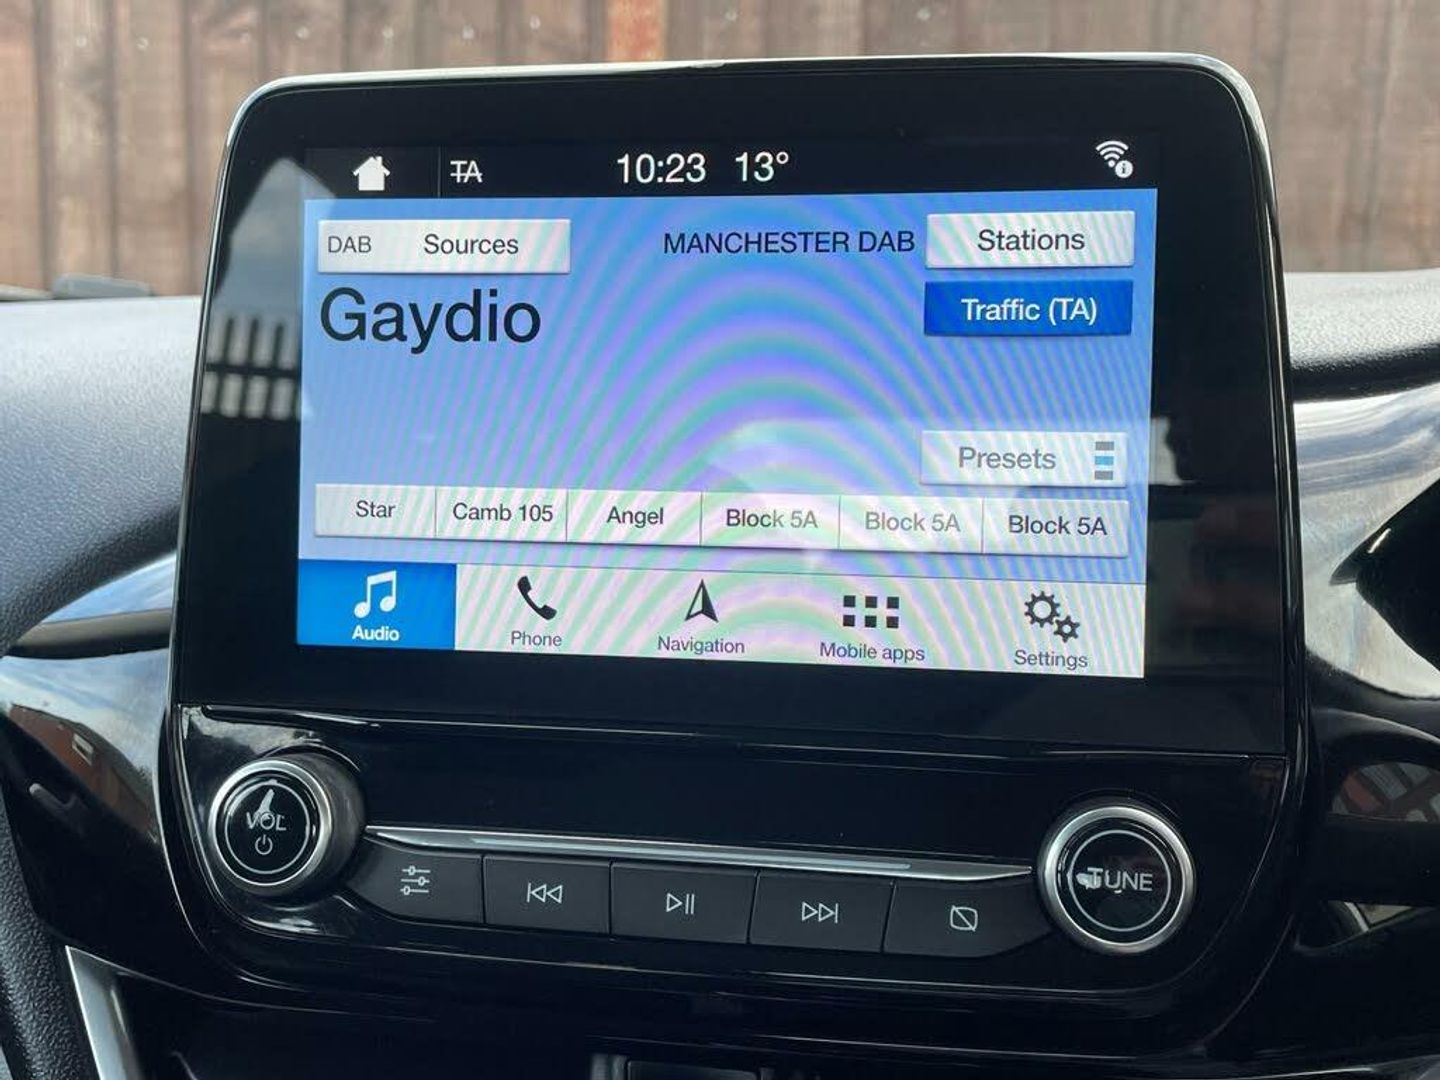 TA 10:23 13°
DAB Sources MANCHESTER DAB Stations
Gaydio
Traffic (TA)
Presets
Star Camb 105 Angel Block 5A Block 5A Block 5A
Audio Phone Navigation Mobile apps Settings
VOL
TUNE